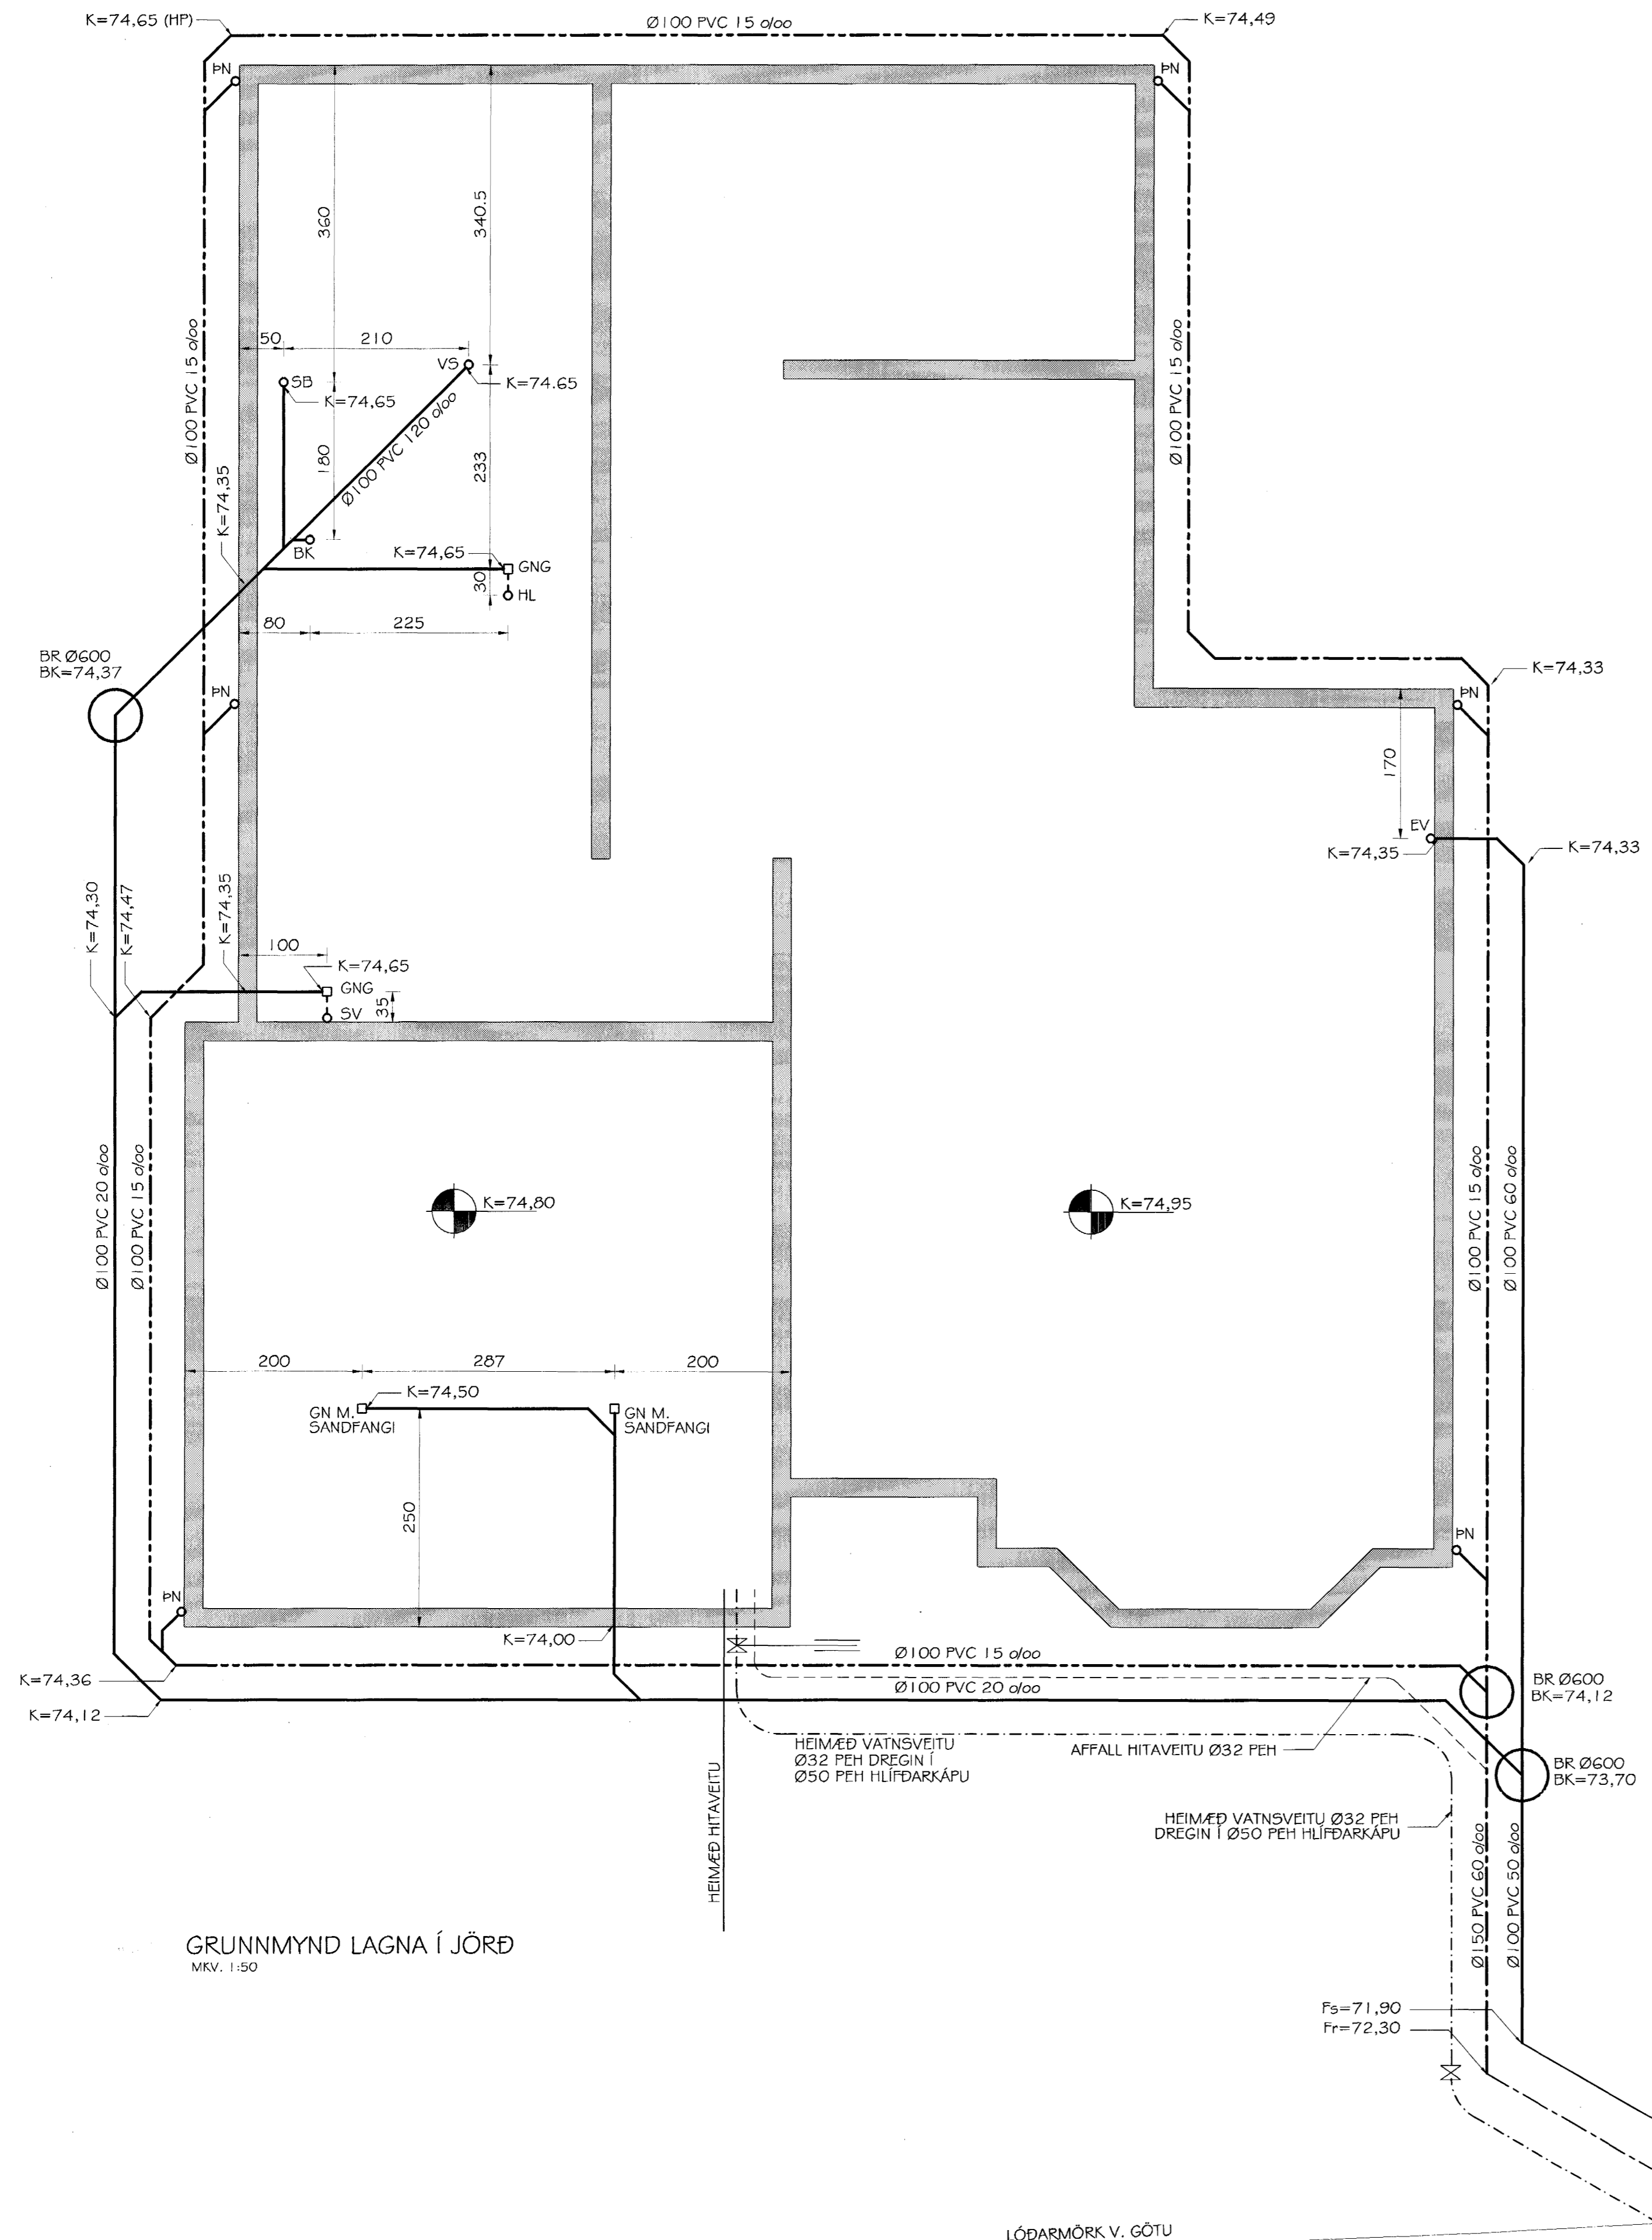 K=74,65 (HP)
Ø100 PVC 15 o/oo
K=74,49
ÞN
ÞN
360
340.5
Ø100 PVC 15 o/oo
Ø100 PVC 15 o/oo
50
210
VS
K=74.65
SB
K=74,65
Ø100 PVC 120 o/oo
180
233
K=74,35
BK
K=74,65
GNG
30
HL
80
225
BR Ø600
BK=74,37
ÞN
K=74,33
ÞN
170
EV
K=74,35
K=74,33
K=74,30
K=74,47
K=74,35
100
K=74,65
GNG
35
SV
Ø100 PVC 20 o/oo
Ø100 PVC 15 o/oo
K=74,80
K=74,95
Ø100 PVC 15 o/oo
Ø100 PVC 60 o/oo
200
287
200
K=74,50
GN M.
SANDFANGI
GN M.
SANDFANGI
250
ÞN
ÞN
K=74,00
K=74,36
K=74,12
Ø100 PVC 15 o/oo
Ø100 PVC 20 o/oo
BR Ø600
BK=74,12
HEIMÆÐ VATNSVEITU
Ø32 PEH DREGIN Í
Ø50 PEH HLÍFÐARKÁPU
AFFALL HITAVEITU Ø32 PEH
BR Ø600
BK=73,70
HEIMÆÐ HITAVEITU
HEIMÆÐ VATNSVEITU Ø32 PEH
DREGIN Í Ø50 PEH HLÍFÐARKÁPU
Ø150 PVC 60 o/oo
Ø100 PVC 50 o/oo
GRUNNMYND LAGNA Í JÖRÐ
MKV. 1:50
Fs=71,90
Fr=72,30
LÓÐARMÖRK V. GÖTU